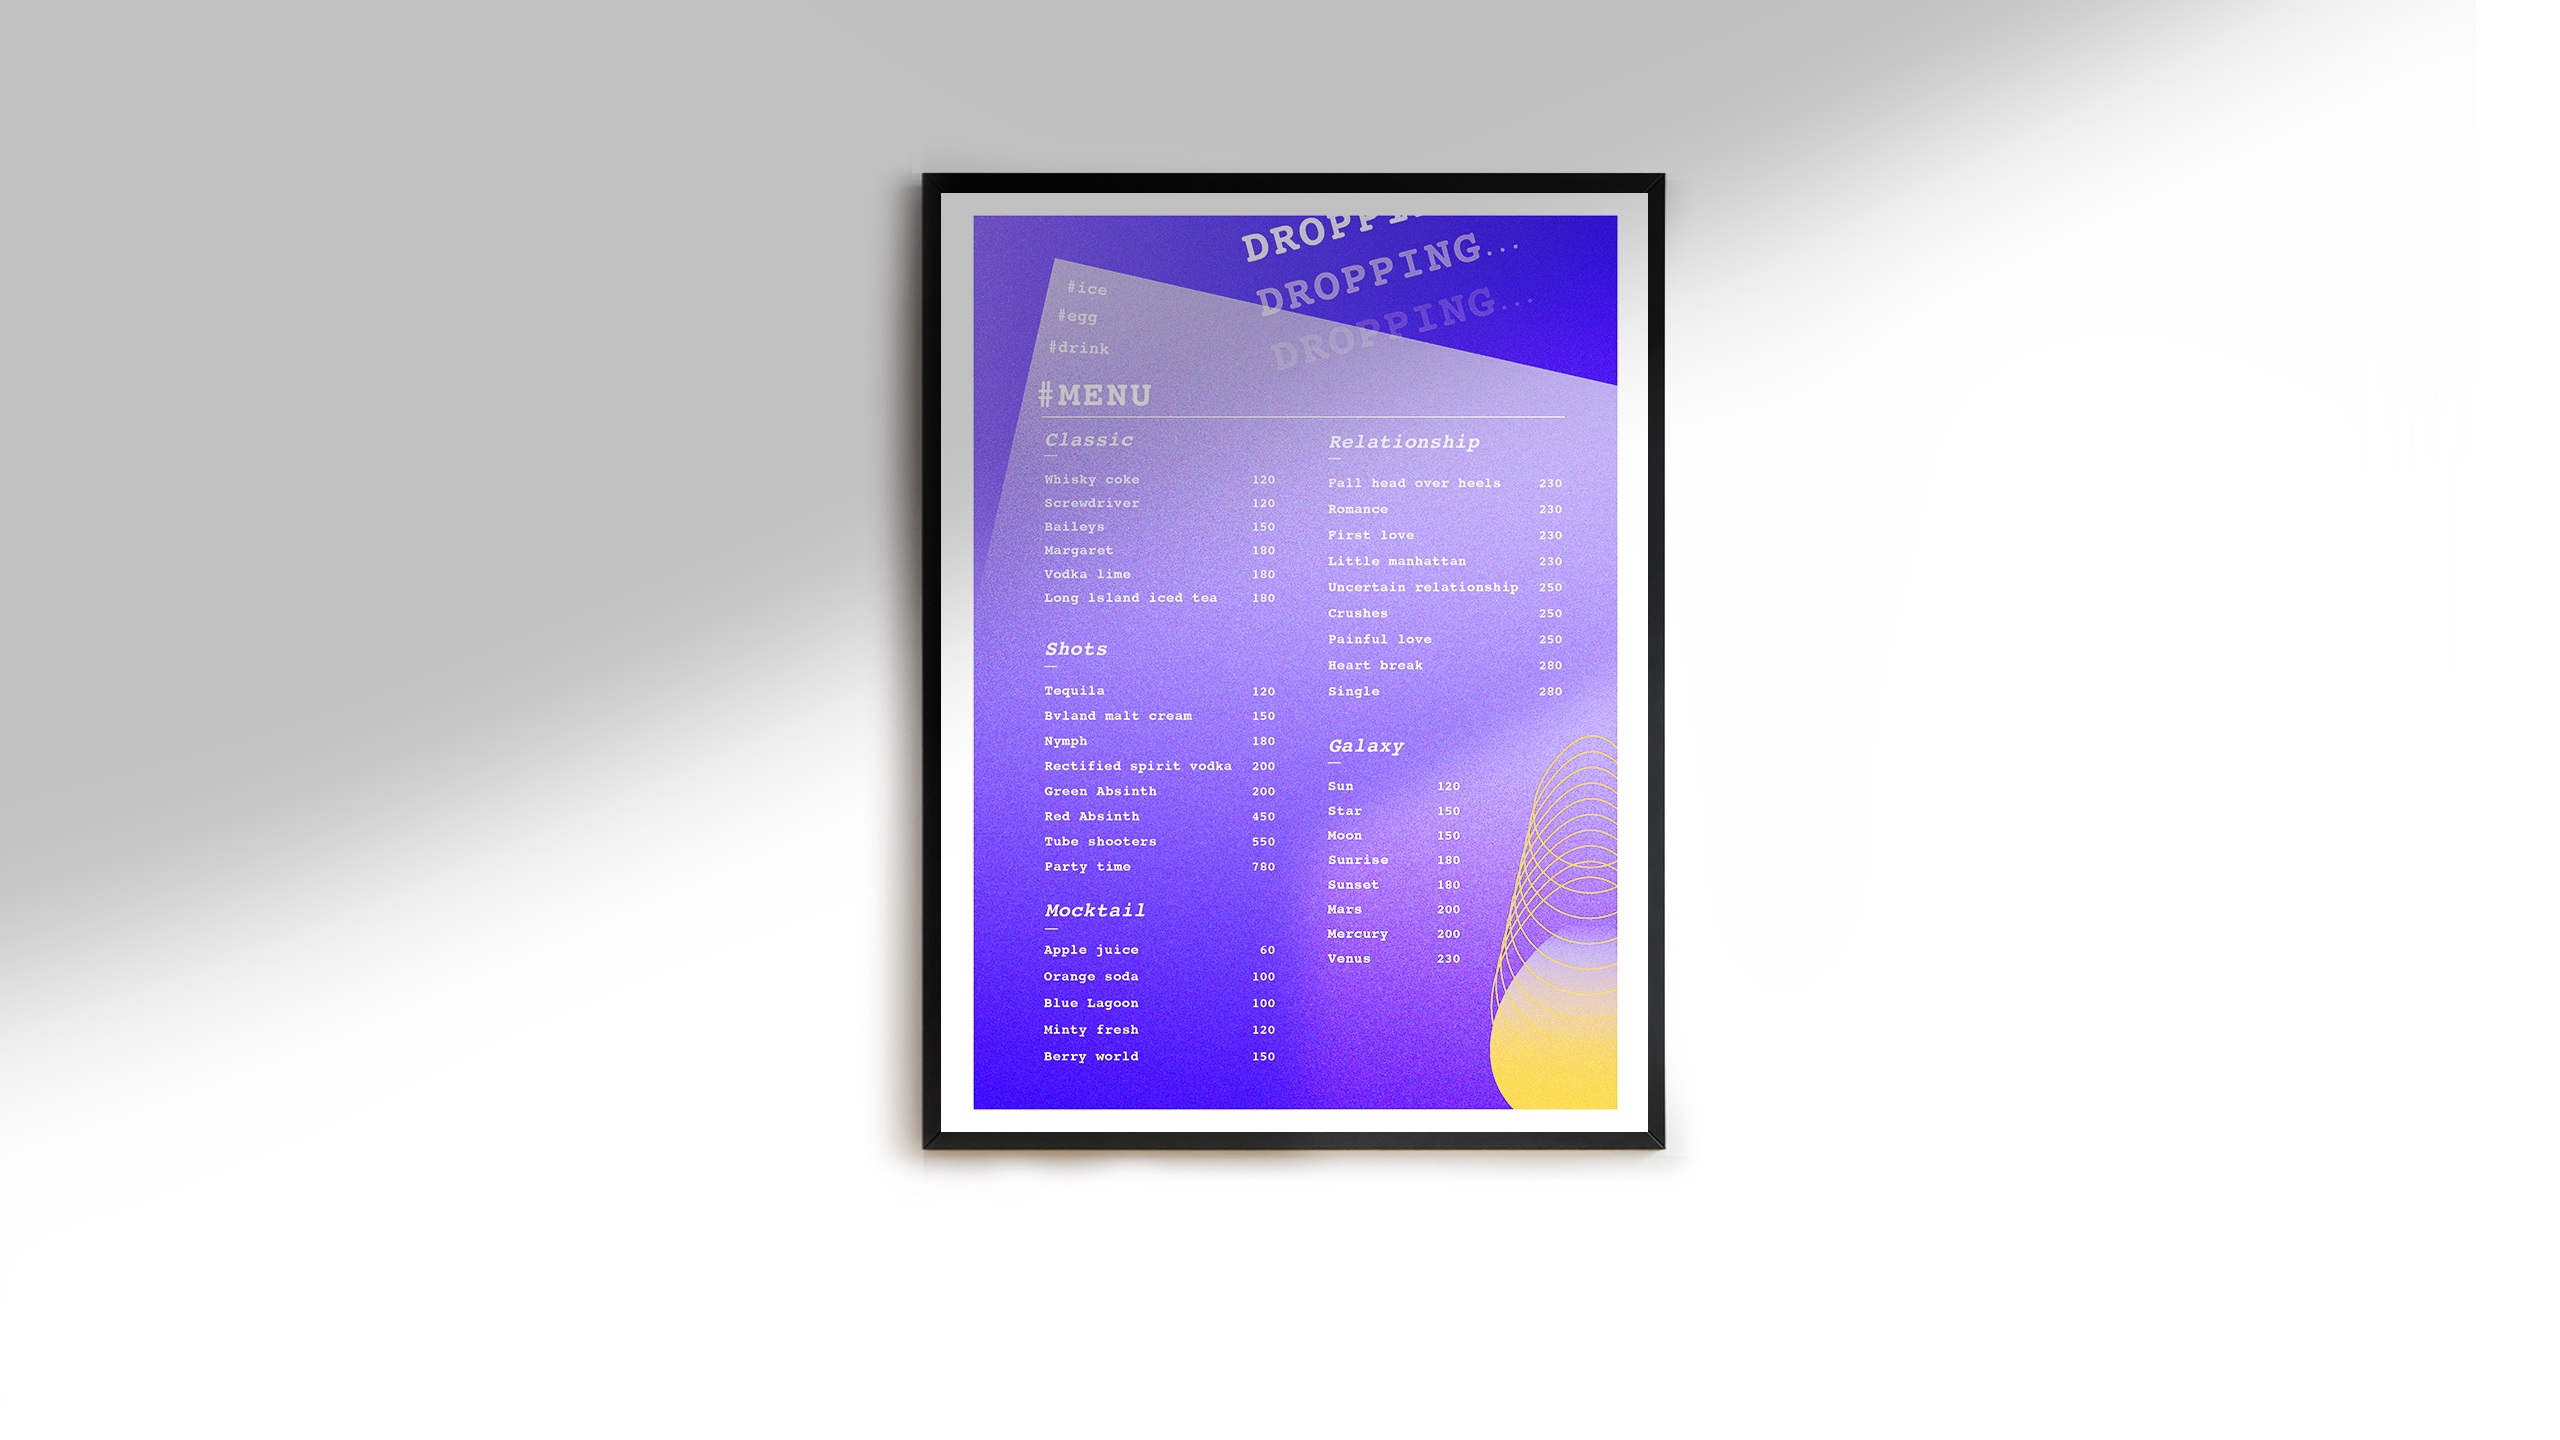 DROPPIN
DROPPING...
DROPPING...
#ice
#egg
#drink
#MENU
Classic
Whisky coke 120
Screwdriver 120
Baileys 150
Margaret 180
Vodka lime 180
Long lsland iced tea 180
Shots
Tequila 120
Bvland malt cream 150
Nymph 180
Rectified spirit vodka 200
Green Absinth 200
Red Absinth 450
Tube shooters 550
Party time 780
Mocktail
Apple juice 60
Orange soda 100
Blue Lagoon 100
Minty fresh 120
Berry world 150
Relationship
Fall head over heels 230
Romance 230
First love 230
Little manhattan 230
Uncertain relationship 250
Crushes 250
Painful love 250
Heart break 280
Single 280
Galaxy
Sun 120
Star 150
Moon 150
Sunrise 180
Sunset 180
Mars 200
Mercury 200
Venus 230